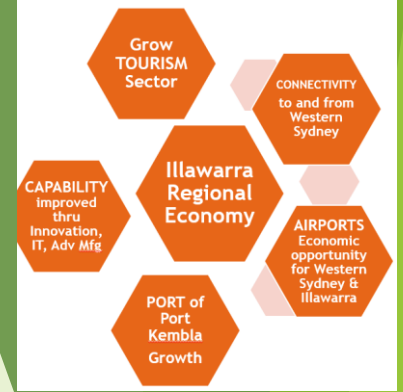 Grow
TOURISM
Sector
CONNECTIVITY
to and from
Western
Sydney
Illawarra
Regional
Economy
CAPABILITY
improved
thru
Innovation,
IT, Adv Mfg
AIRPORTS
Economic
opportunity
for Western
Sydney &
Illawarra
PORT of
Port
Kembla
Growth